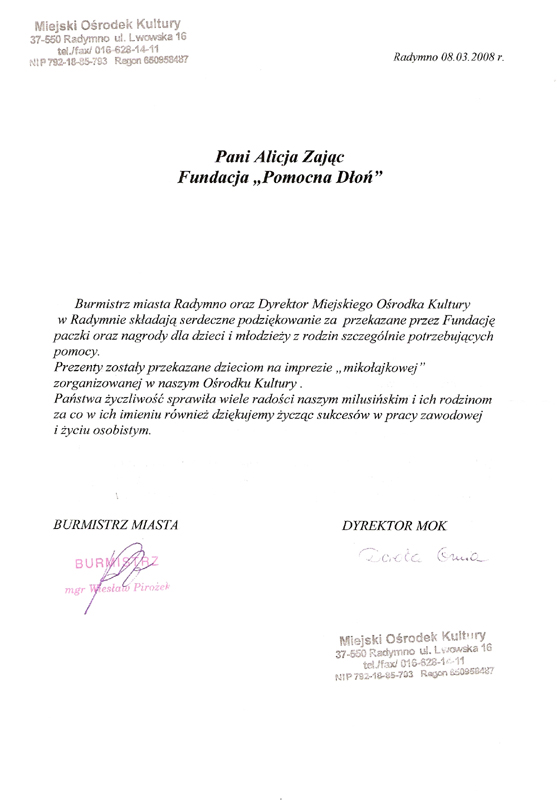 Miejski Ośrodek Kultury
37-550 Radymno ul. Lwowska 16
tel./fax/ 016-628-14-11
NIP 792-18-85-793 Regon 650958487
Radymno 08.03.2008 r.
Pani Alicja Zając
Fundacja „Pomocna Dłoń”
Burmistrz miasta Radymno oraz Dyrektor Miejskiego Ośrodka Kultury
w Radymnie składają serdeczne podziękowanie za przekazane przez Fundację
paczki oraz nagrody dla dzieci i młodzieży z rodzin szczególnie potrzebujących
pomocy.
Prezenty zostały przekazane dzieciom na imprezie „mikołajkowej”
zorganizowanej w naszym Ośrodku Kultury .
Państwa życzliwość sprawiła wiele radości naszym milusińskim i ich rodzinom
za co w ich imieniu również dziękujemy życząc sukcesów w pracy zawodowej
i życiu osobistym.
BURMISTRZ MIASTA
DYREKTOR MOK
BURMISTRZ
mgr Wiesław Pirożek
Miejski Ośrodek Kultury
37-550 Radymno ul. Lwowska 16
tel./fax/ 016-628-14-11
NIP 792-18-85-793 Regon 650958487